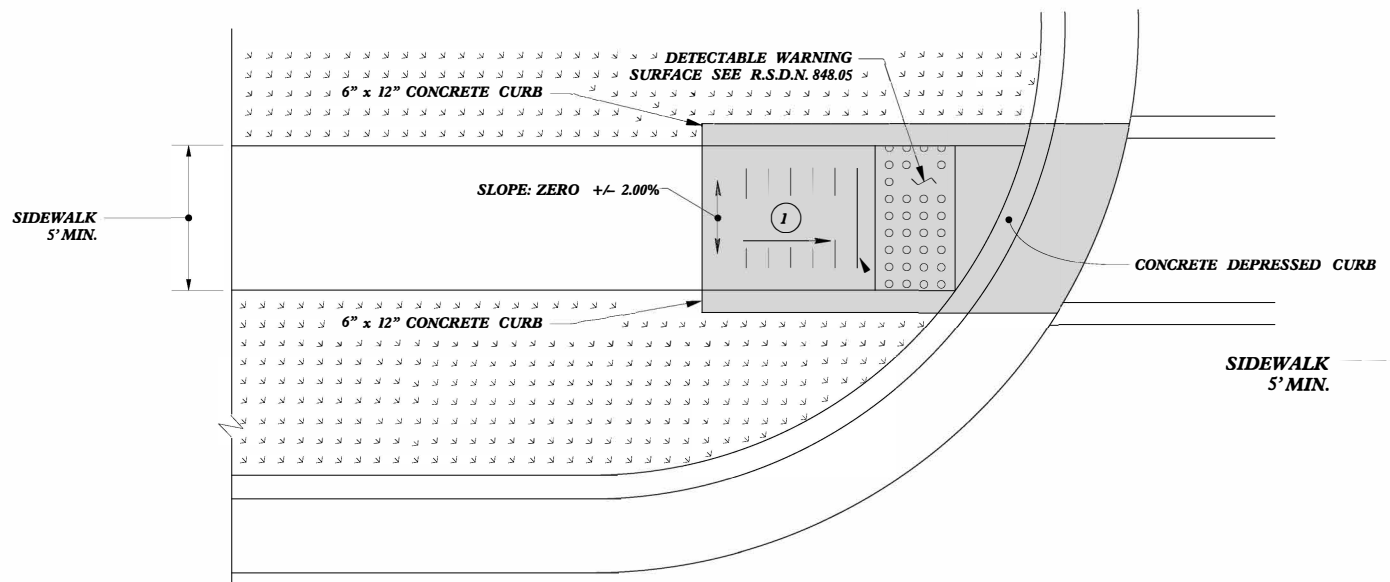 DETECTABLE WARNING
SURFACE SEE R.S.D.N. 848.05
6" x 12" CONCRETE CURB
SLOPE: ZERO +/- 2.00%
SIDEWALK
5' MIN.
1
CONCRETE DEPRESSED CURB
6" x 12" CONCRETE CURB
SIDEWALK
5' MIN.